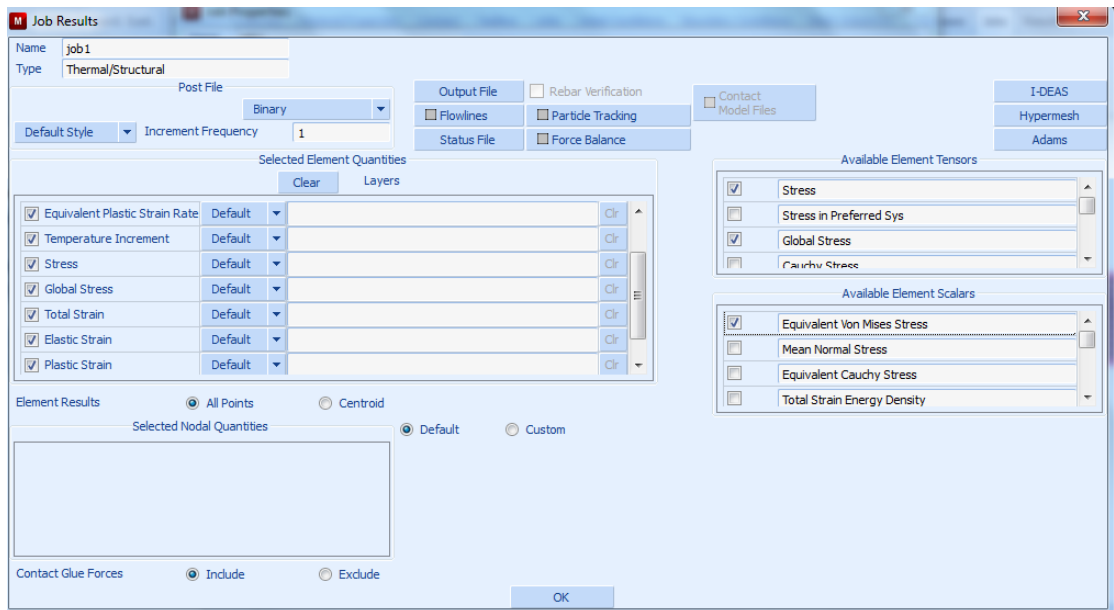 M Job Results
Name job1
Type Thermal/Structural
Post File
Binary
Default Style Increment Frequency 1
Output File Rebar Verification
Flowlines Particle Tracking
Status File Force Balance
Contact
Model Files
I-DEAS
Hypermesh
Adams
Selected Element Quantities
Clear Layers
Equivalent Plastic Strain Rate Default Clr
Temperature Increment Default Clr
Stress Default Clr
Global Stress Default Clr
Total Strain Default Clr
Elastic Strain Default Clr
Plastic Strain Default Clr
Available Element Tensors
Stress
Stress in Preferred Sys
Global Stress
Cauchy Stress
Available Element Scalars
Equivalent Von Mises Stress
Mean Normal Stress
Equivalent Cauchy Stress
Total Strain Energy Density
Element Results All Points Centroid
Selected Nodal Quantities Default Custom
Contact Glue Forces Include Exclude
OK